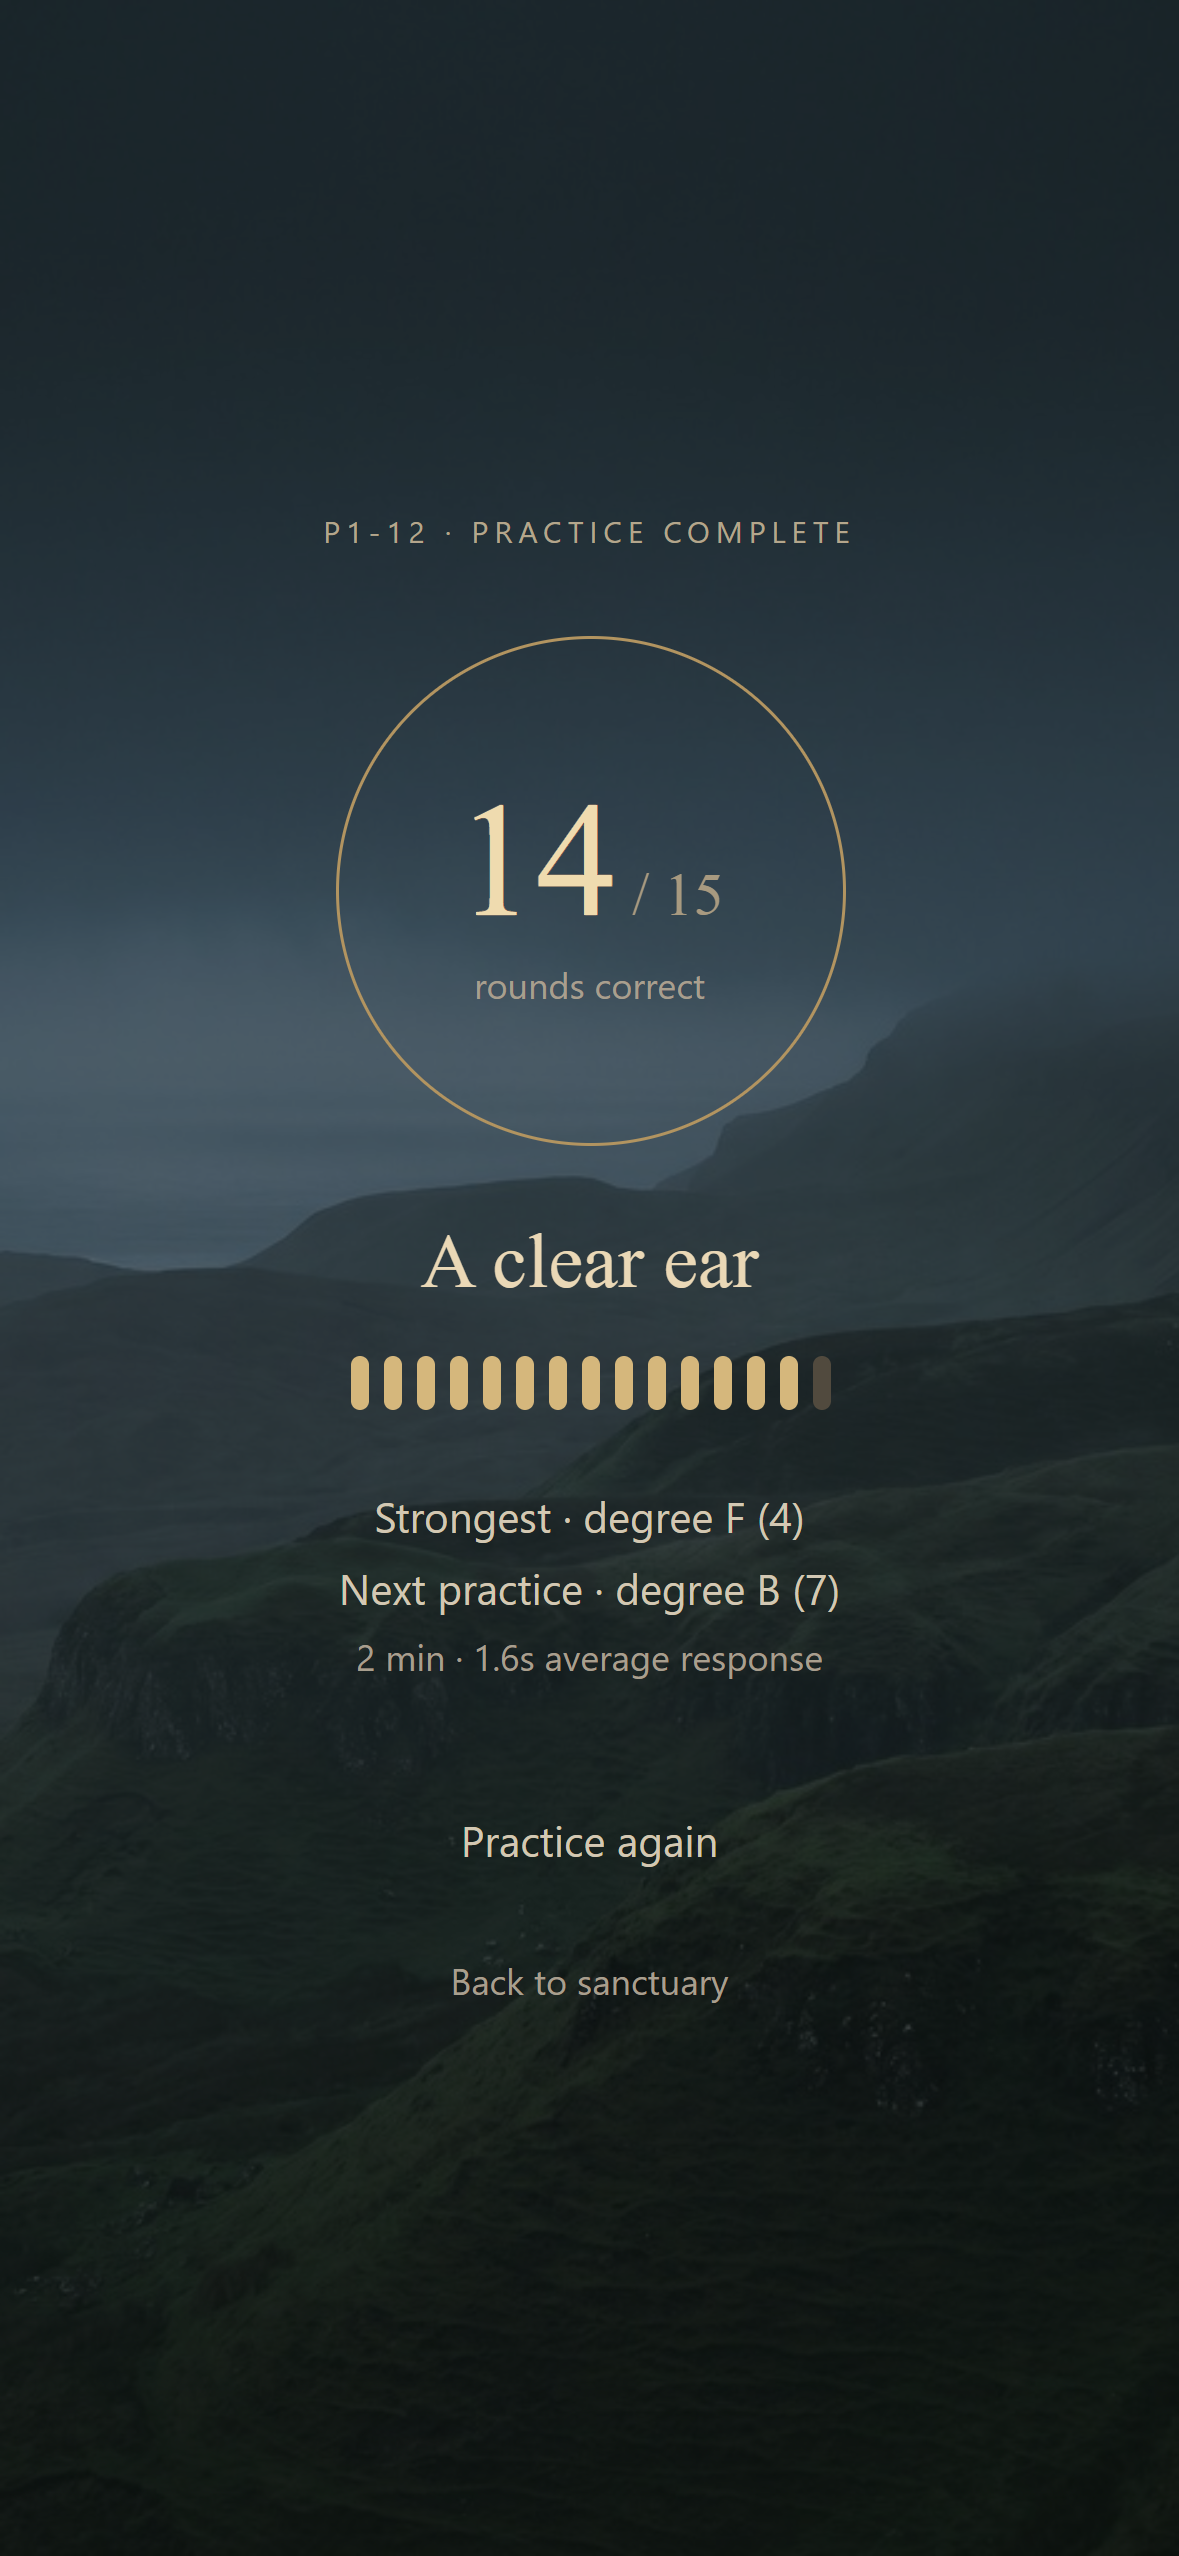 P1-12 · PRACTICE COMPLETE
14 / 15
rounds correct
A clear ear
Strongest · degree F (4)
Next practice · degree B (7)
2 min · 1.6s average response
Practice again
Back to sanctuary